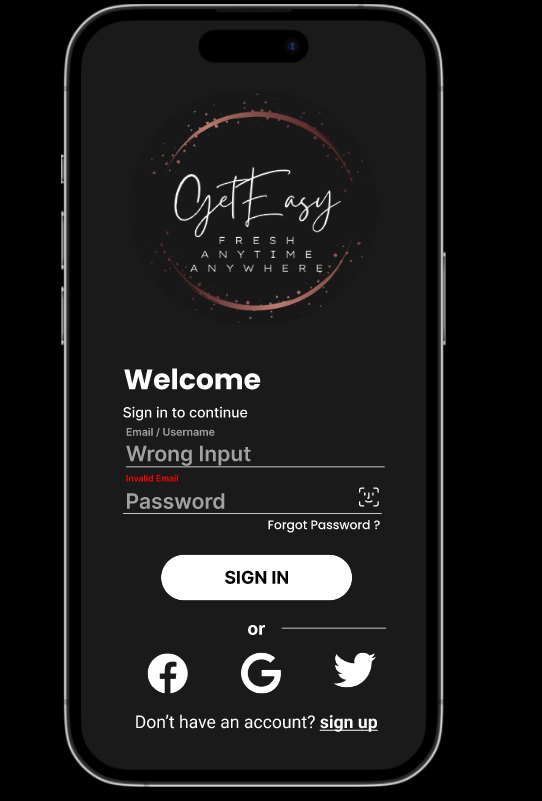 GetEasy
FRESH
ANYTIME
ANYWHERE
Welcome
Sign in to continue
Email / Username
Wrong Input
Invalid Email
Password
Forgot Password ?
SIGN IN
or
Don't have an account? sign up